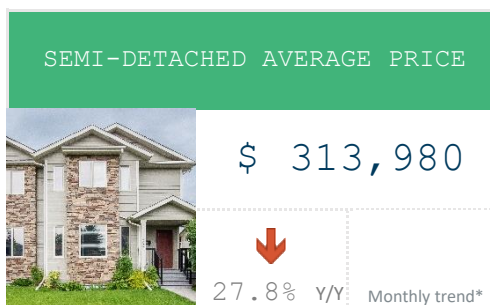 SEMI-DETACHED AVERAGE PRICE
$ 313,980
27.8% Y/Y
Monthly trend*